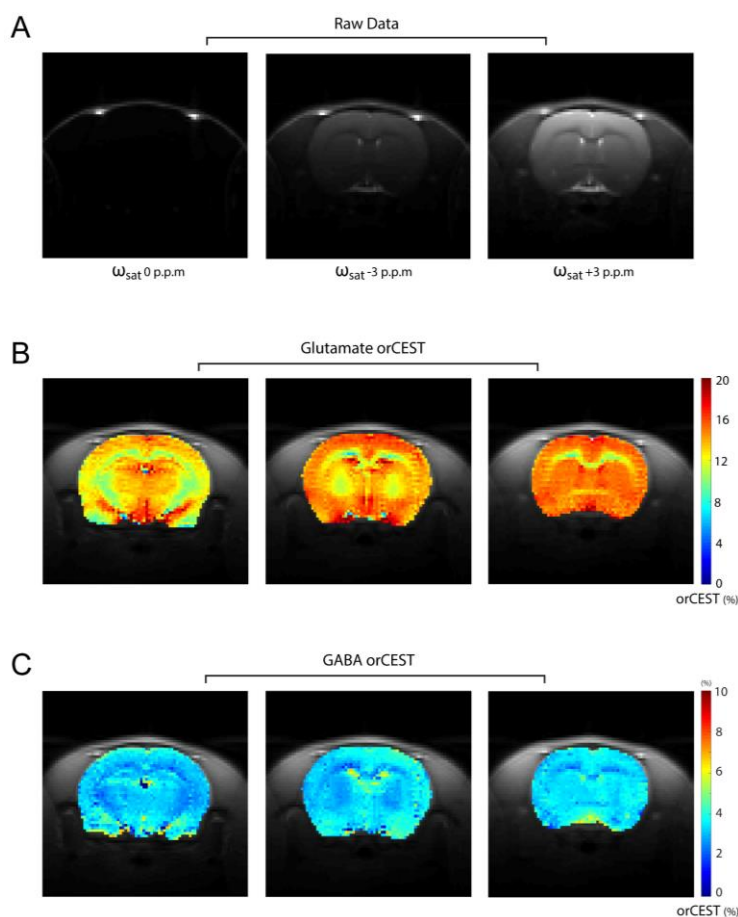 A
Raw Data
ωsat 0 p.p.m
ωsat -3 p.p.m
ωsat +3 p.p.m
B
Glutamate orCEST
20
16
12
8
4
0
orCEST (%)
C
GABA orCEST
(%)
10
8
6
4
2
0
orCEST (%)